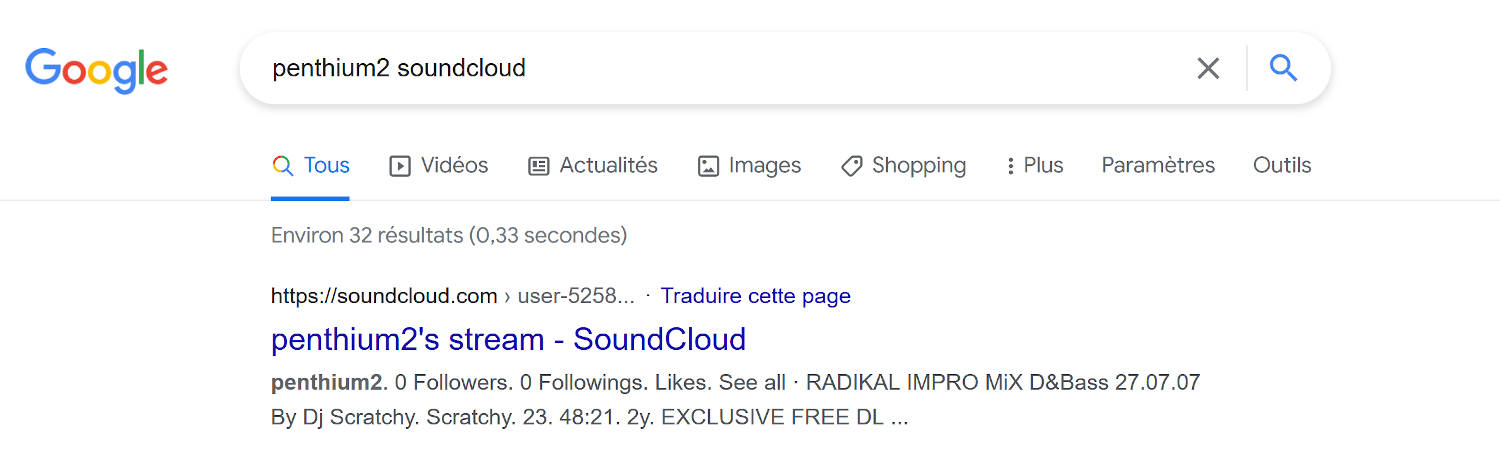 Google penthium2 soundcloud
Tous Vidéos Actualités Images Shopping Plus Paramètres Outils
Environ 32 résultats (0,33 secondes)
https://soundcloud.com › user-5258... · Traduire cette page
penthium2's stream - SoundCloud
penthium2. 0 Followers. 0 Followings. Likes. See all · RADIKAL IMPRO MiX D&Bass 27.07.07
By Dj Scratchy. Scratchy. 23. 48:21. 2y. EXCLUSIVE FREE DL ...